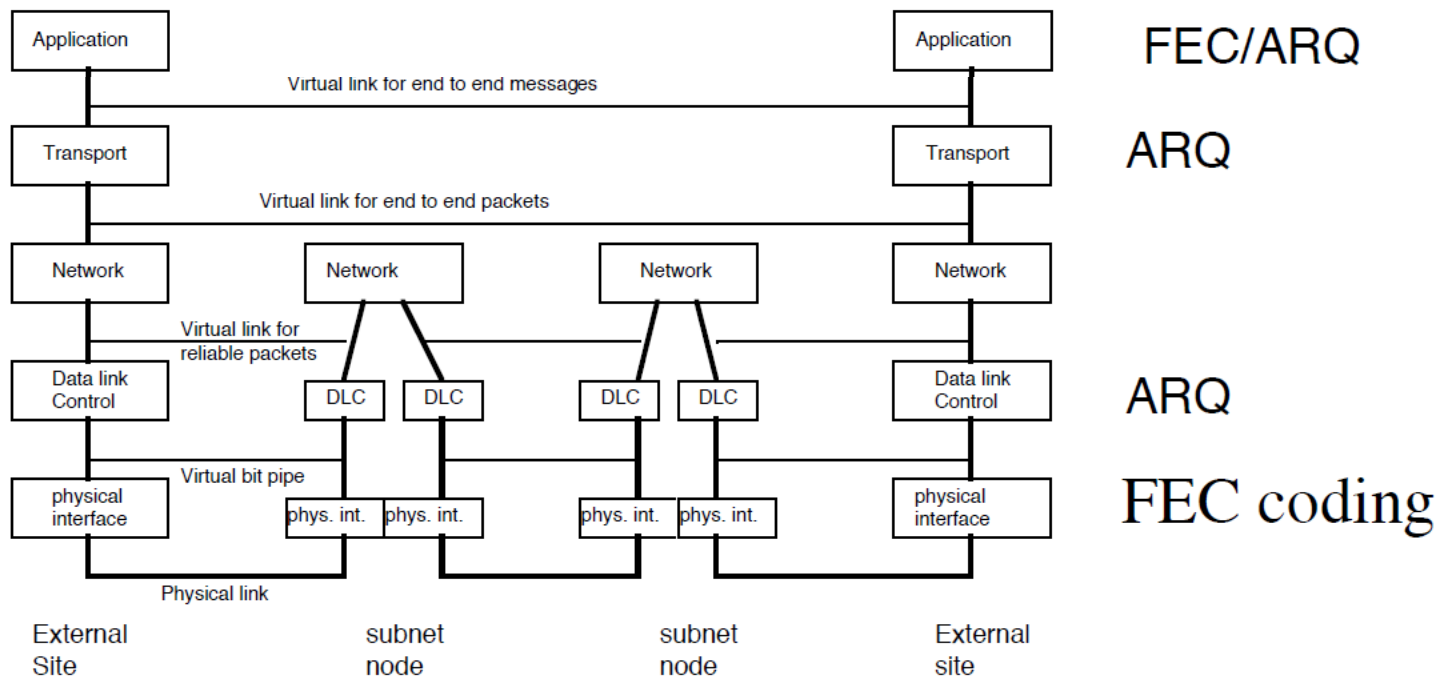 Application
Application
FEC/ARQ
Virtual link for end to end messages
Transport
Transport
ARQ
Virtual link for end to end packets
Network
Network
Network
Network
Virtual link for
reliable packets
Data link
Control
DLC
DLC
DLC
DLC
Data link
Control
ARQ
Virtual bit pipe
physical
interface
phys. int.
phys. int.
phys. int.
phys. int.
physical
interface
FEC coding
Physical link
External
Site
subnet
node
subnet
node
External
site